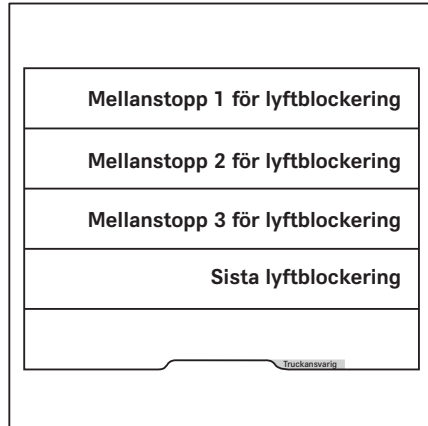 Mellanstopp 1 för lyftblockering
Mellanstopp 2 för lyftblockering
Mellanstopp 3 för lyftblockering
Sista lyftblockering
Truckansvarig